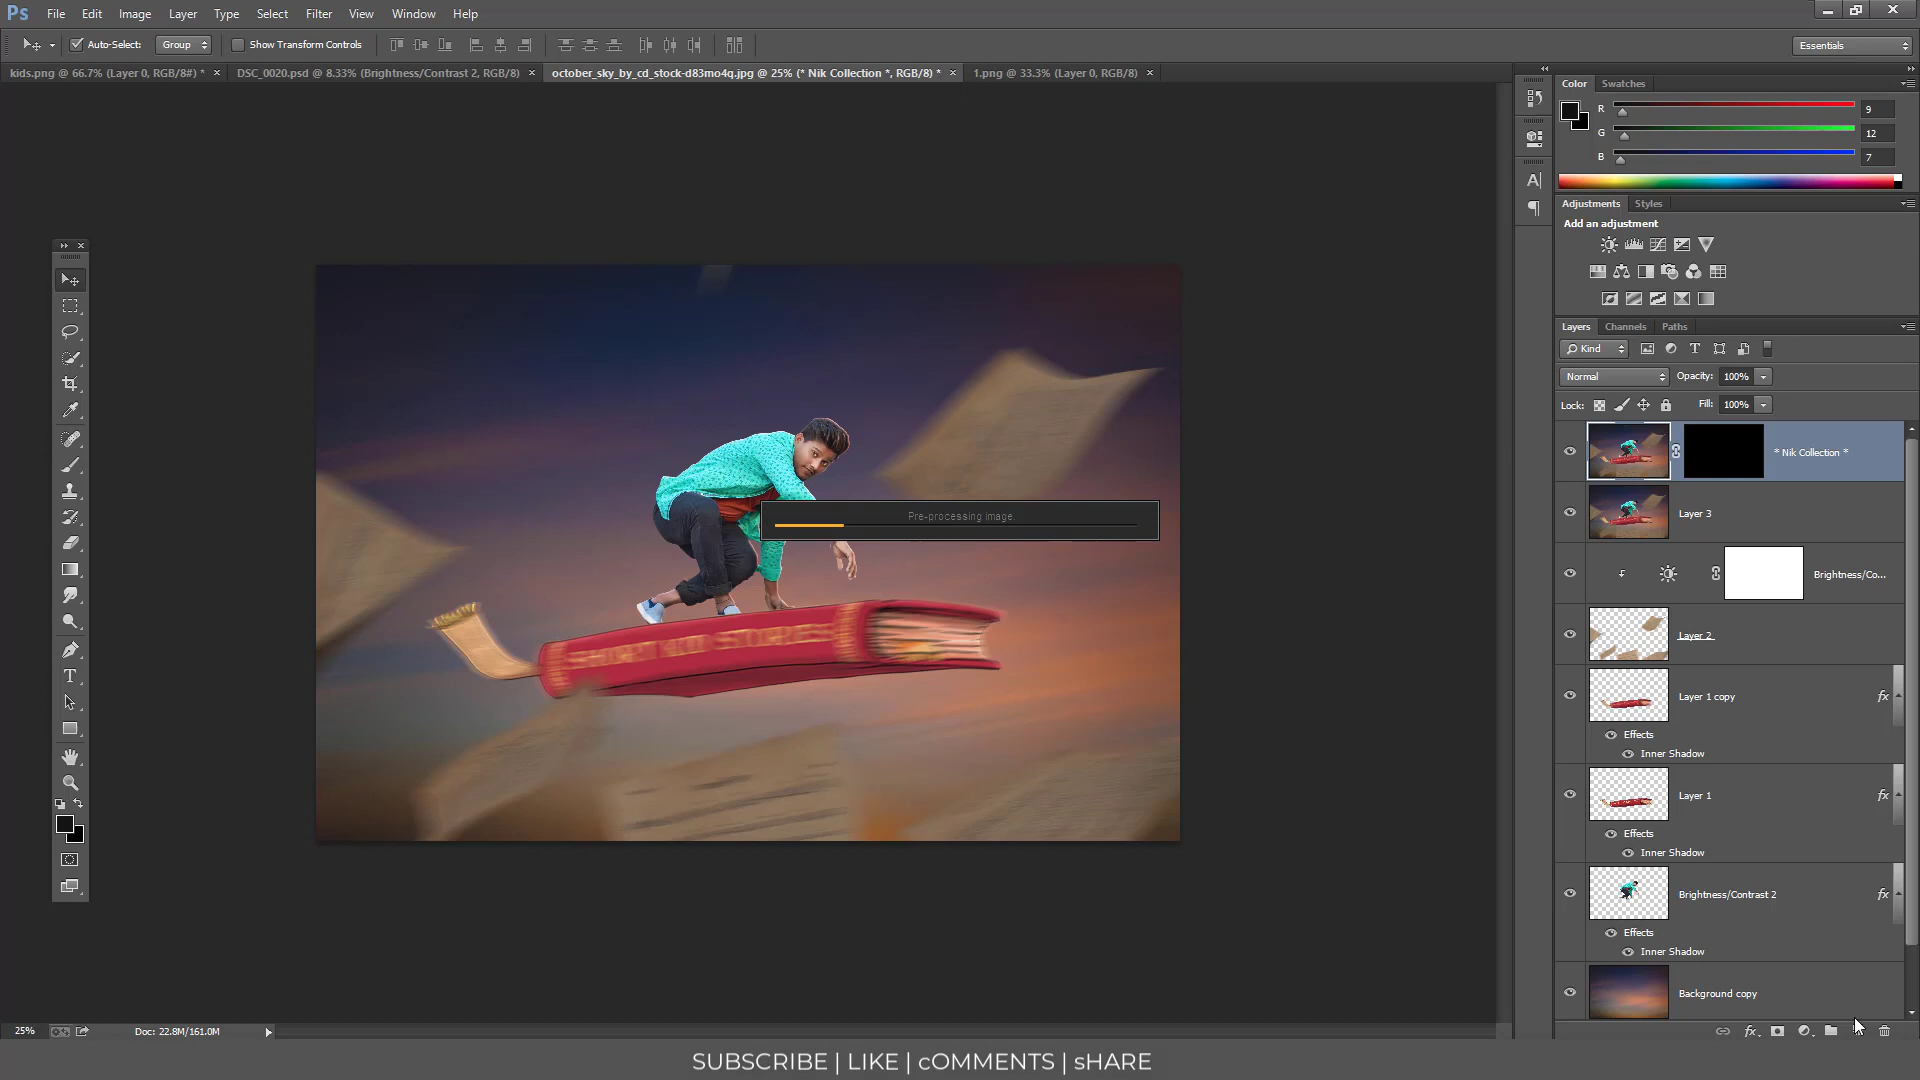 Ps File Edit Image Layer Type Select Filter 3D View Window Help
Auto-Select: Group Show Transform Controls Essentials
kids.png @ 66.7% (Layer 0, RGB/8#) * × DSC_0020.psd @ 8.33% (Brightness/Contrast 2, RGB/8) × october_sky_by_cd_stock-d83mo4q.jpg @ 25% (* Nik Collection *, RGB/8) * × 1.png @ 33.3% (Layer 0, RGB/8) ×
Color Swatches
R 9
G 12
B 7
Adjustments Styles
Add an adjustment
Layers Channels Paths
Kind
Normal Opacity: 100%
Lock: Fill: 100%
* Nik Collection *
Pre-processing image.
Layer 3
Brightness/Co...
Layer 2
Layer 1 copy
fx
Effects
Inner Shadow
Layer 1
fx
Effects
Inner Shadow
Brightness/Contrast 2
fx
Effects
Inner Shadow
Background copy
25% Doc: 22.8M/161.0M
SUBSCRIBE | LIKE | cOMMENTS | sHARE